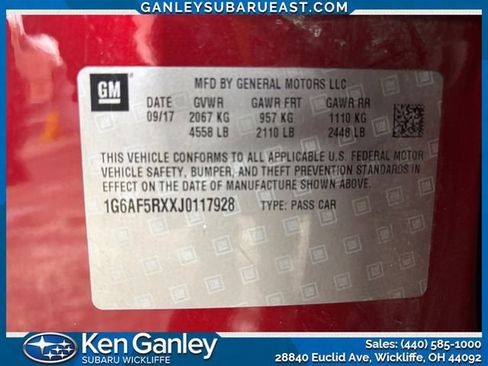 GANLEYSUBARUEAST.COM
GM
MFD BY GENERAL MOTORS LLC
DATE GVWR GAWR FRT GAWR RR
09/17 2067 KG 957 KG 1110 KG
4558 LB 2110 LB 2448 LB
THIS VEHICLE CONFORMS TO ALL APPLICABLE U.S. FEDERAL MOTOR
VEHICLE SAFETY, BUMPER, AND THEFT PREVENTION STANDARDS
IN EFFECT ON THE DATE OF MANUFACTURE SHOWN ABOVE.
1G6AF5RXXJ0117928 TYPE: PASS CAR
Ken Ganley
SUBARU WICKLIFFE
Sales: (440) 585-1000
28840 Euclid Ave, Wickliffe, OH 44092